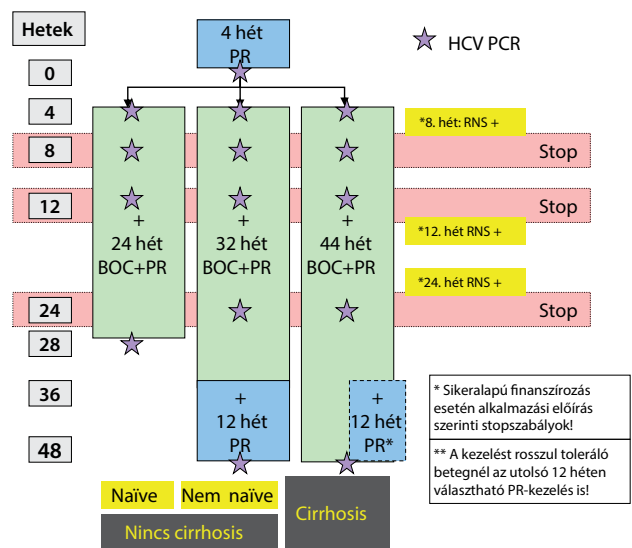 Hetek
4 hét
PR
HCV PCR
0
4
*8. hét: RNS +
8
Stop
12
Stop
+
24 hét
BOC+PR
+
32 hét
BOC+PR
+
44 hét
BOC+PR
*12. hét RNS +
*24. hét RNS +
24
Stop
28
36
+
12 hét
PR
+
12 hét
PR*
48
* Sikeralapú finanszírozás
esetén alkalmazási előírás
szerinti stopszabályok!
** A kezelést rosszul toleráló
betegnél az utolsó 12 héten
választható PR-kezelés is!
Naïve
Nem naïve
Nincs cirrhosis
Cirrhosis